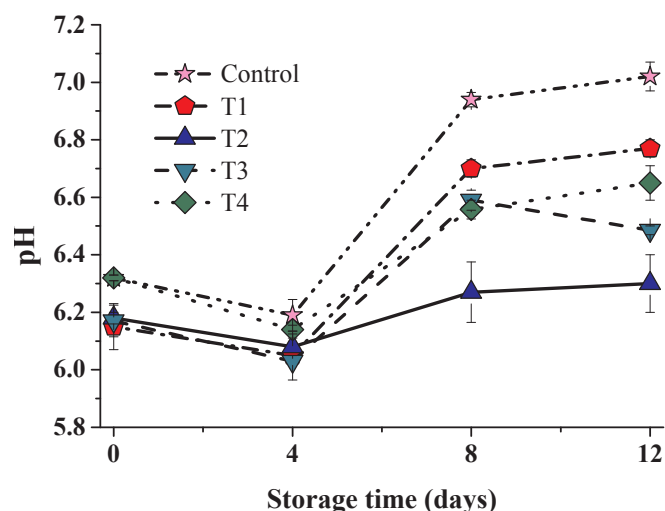 7.2
7.0
6.8
6.6
6.4
6.2
6.0
5.8
pH
Control
T1
T2
T3
T4
0 4 8 12
Storage time (days)